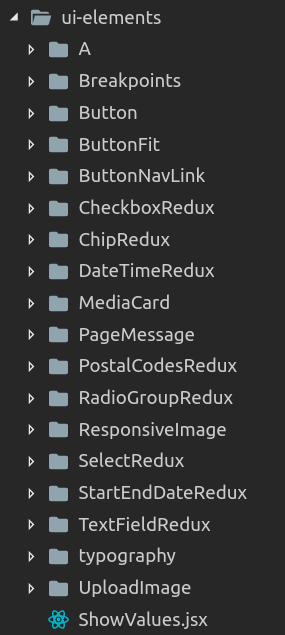 ui-elements
A
Breakpoints
Button
ButtonFit
ButtonNavLink
CheckboxRedux
ChipRedux
DateTimeRedux
MediaCard
PageMessage
PostalCodesRedux
RadioGroupRedux
ResponsiveImage
SelectRedux
StartEndDateRedux
TextFieldRedux
typography
UploadImage
ShowValues.jsx